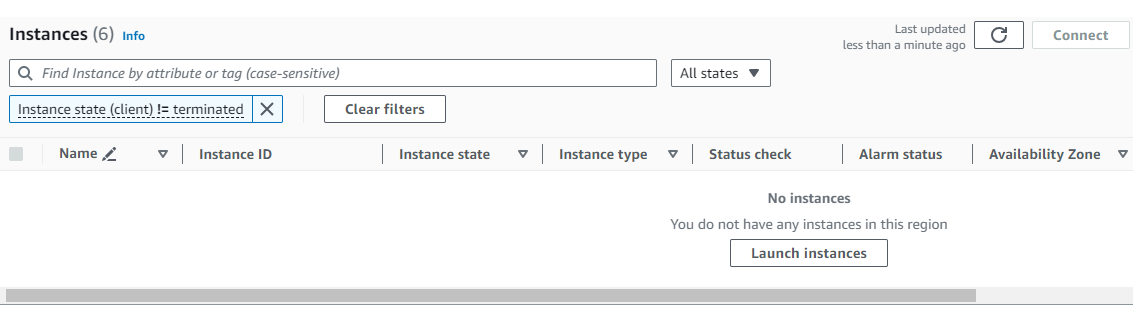 Instances (6) Info
Last updated
less than a minute ago
Connect
Find Instance by attribute or tag (case-sensitive)
All states
Instance state (client) != terminated
Clear filters
Name Instance ID Instance state Instance type Status check Alarm status Availability Zone
No instances
You do not have any instances in this region
Launch instances